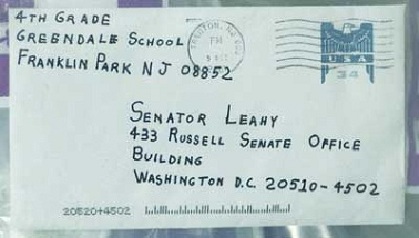 4TH GRADE
GREENDALE SCHOOL
FRANKLIN PARK NJ 08852
PM
USA
34
SENATOR LEAHY
433 RUSSELL SENATE OFFICE
BUILDING
WASHINGTON D.C. 20510-4502
20520+4502